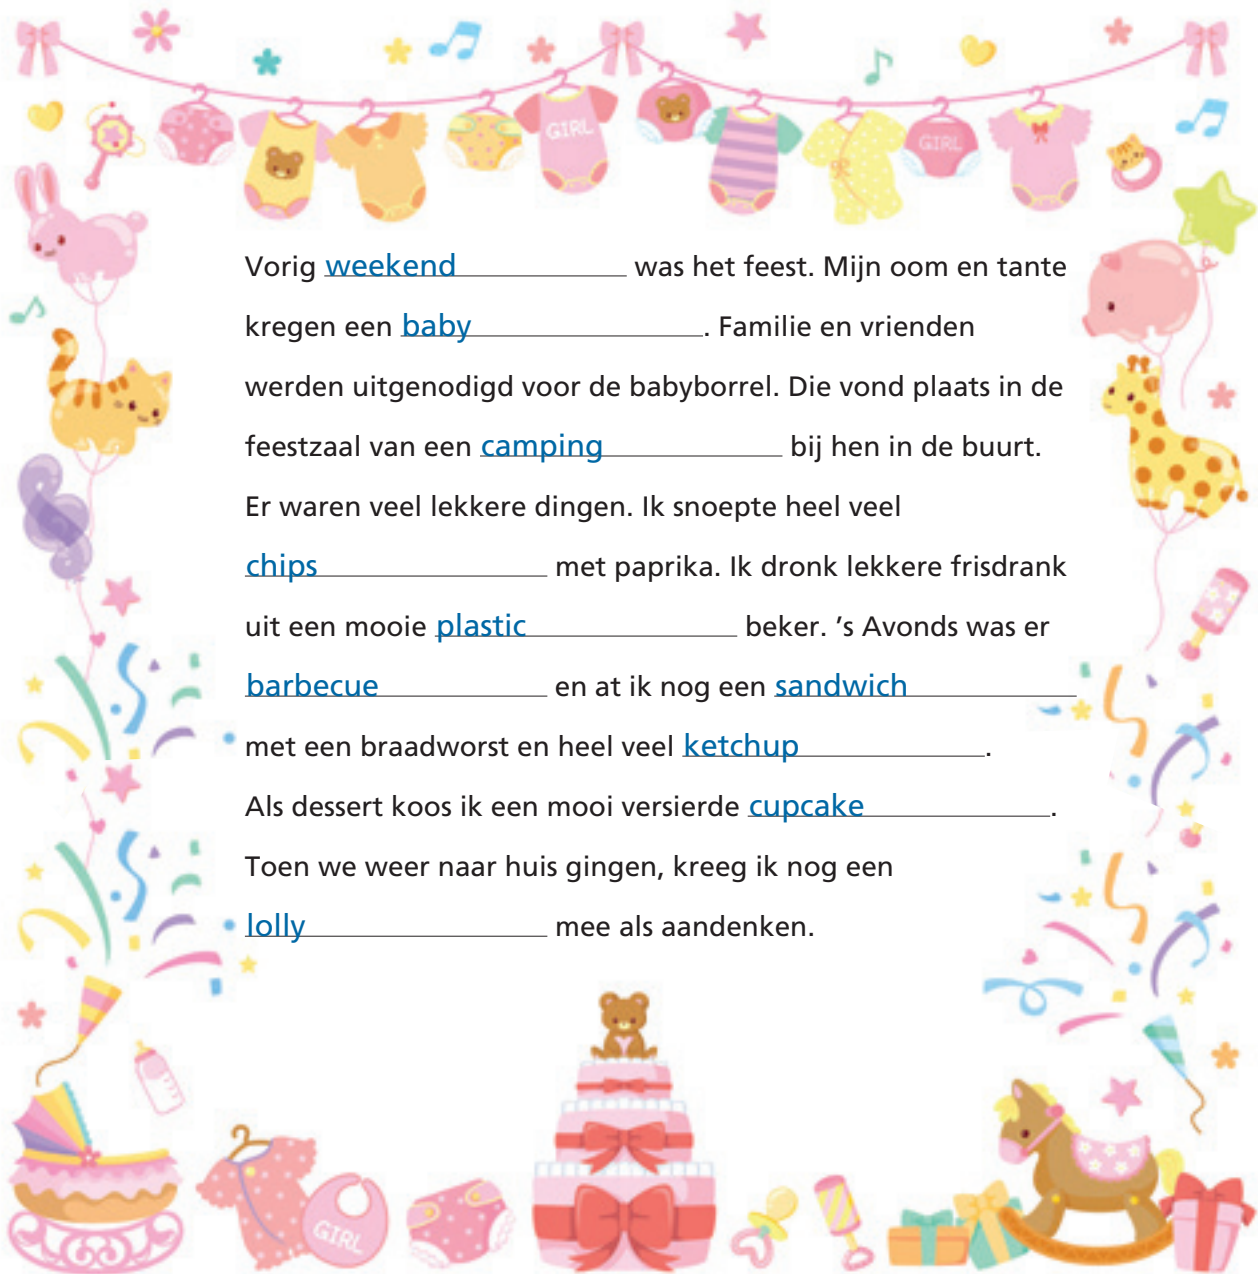 GIRL
GIRL
Vorig weekend was het feest. Mijn oom en tante
kregen een baby. Familie en vrienden
werden uitgenodigd voor de babyborrel. Die vond plaats in de
feestzaal van een camping bij hen in de buurt.
Er waren veel lekkere dingen. Ik snoepte heel veel
chips met paprika. Ik dronk lekkere frisdrank
uit een mooie plastic beker. ’s Avonds was er
barbecue en at ik nog een sandwich
met een braadworst en heel veel ketchup.
Als dessert koos ik een mooi versierde cupcake.
Toen we weer naar huis gingen, kreeg ik nog een
lolly mee als aandenken.
GIRL